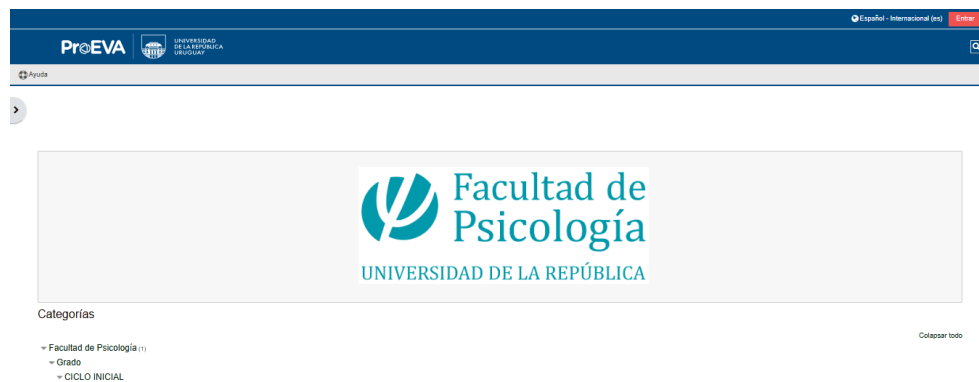 Español - Internacional (es) Entrar
PrœEVA UNIVERSIDAD
DE LA REPÚBLICA
URUGUAY
Ayuda
Facultad de
Psicología
UNIVERSIDAD DE LA REPÚBLICA
Categorías
Colapsar todo
Facultad de Psicología (1)
Grado
CICLO INICIAL